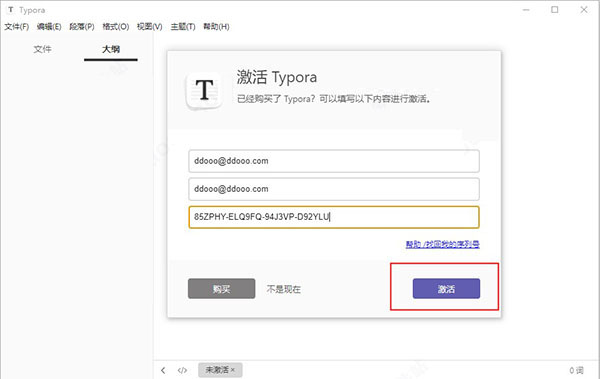 T Typora
文件(F) 编辑(E) 段落(P) 格式(O) 视图(V) 主题(T) 帮助(H)
文件 大纲
T
激活 Typora
已经购买了 Typora? 可以填写以下内容进行激活。
ddooo@ddooo.com
ddooo@ddooo.com
85ZPHY-ELQ9FQ-94J3VP-D92YLU
帮助 /找回我的序列号
购买 不是现在 激活
未激活 × 0 词